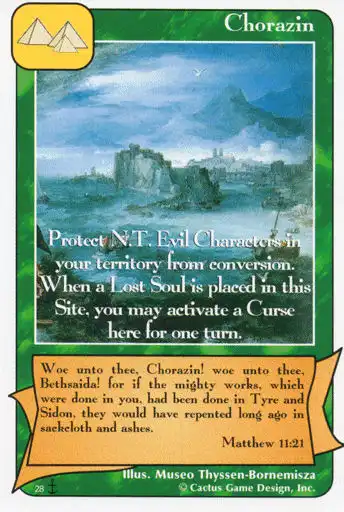 Chorazin
Protect N.T. Evil Characters in
your territory from conversion.
When a Lost Soul is placed in this
Site, you may activate a Curse
here for one turn.
Woe unto thee, Chorazin! woe unto thee,
Bethsaida! for if the mighty works, which
were done in you, had been done in Tyre and
Sidon, they would have repented long ago in
sackcloth and ashes.
Matthew 11:21
Illus. Museo Thyssen-Bornemisza
28
© Cactus Game Design, Inc.